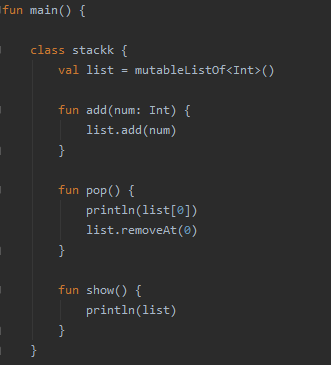 fun main() {
class stackk {
val list = mutableListOf<Int>()
fun add(num: Int) {
list.add(num)
}
fun pop() {
println(list[0])
list.removeAt(0)
}
fun show() {
println(list)
}
}